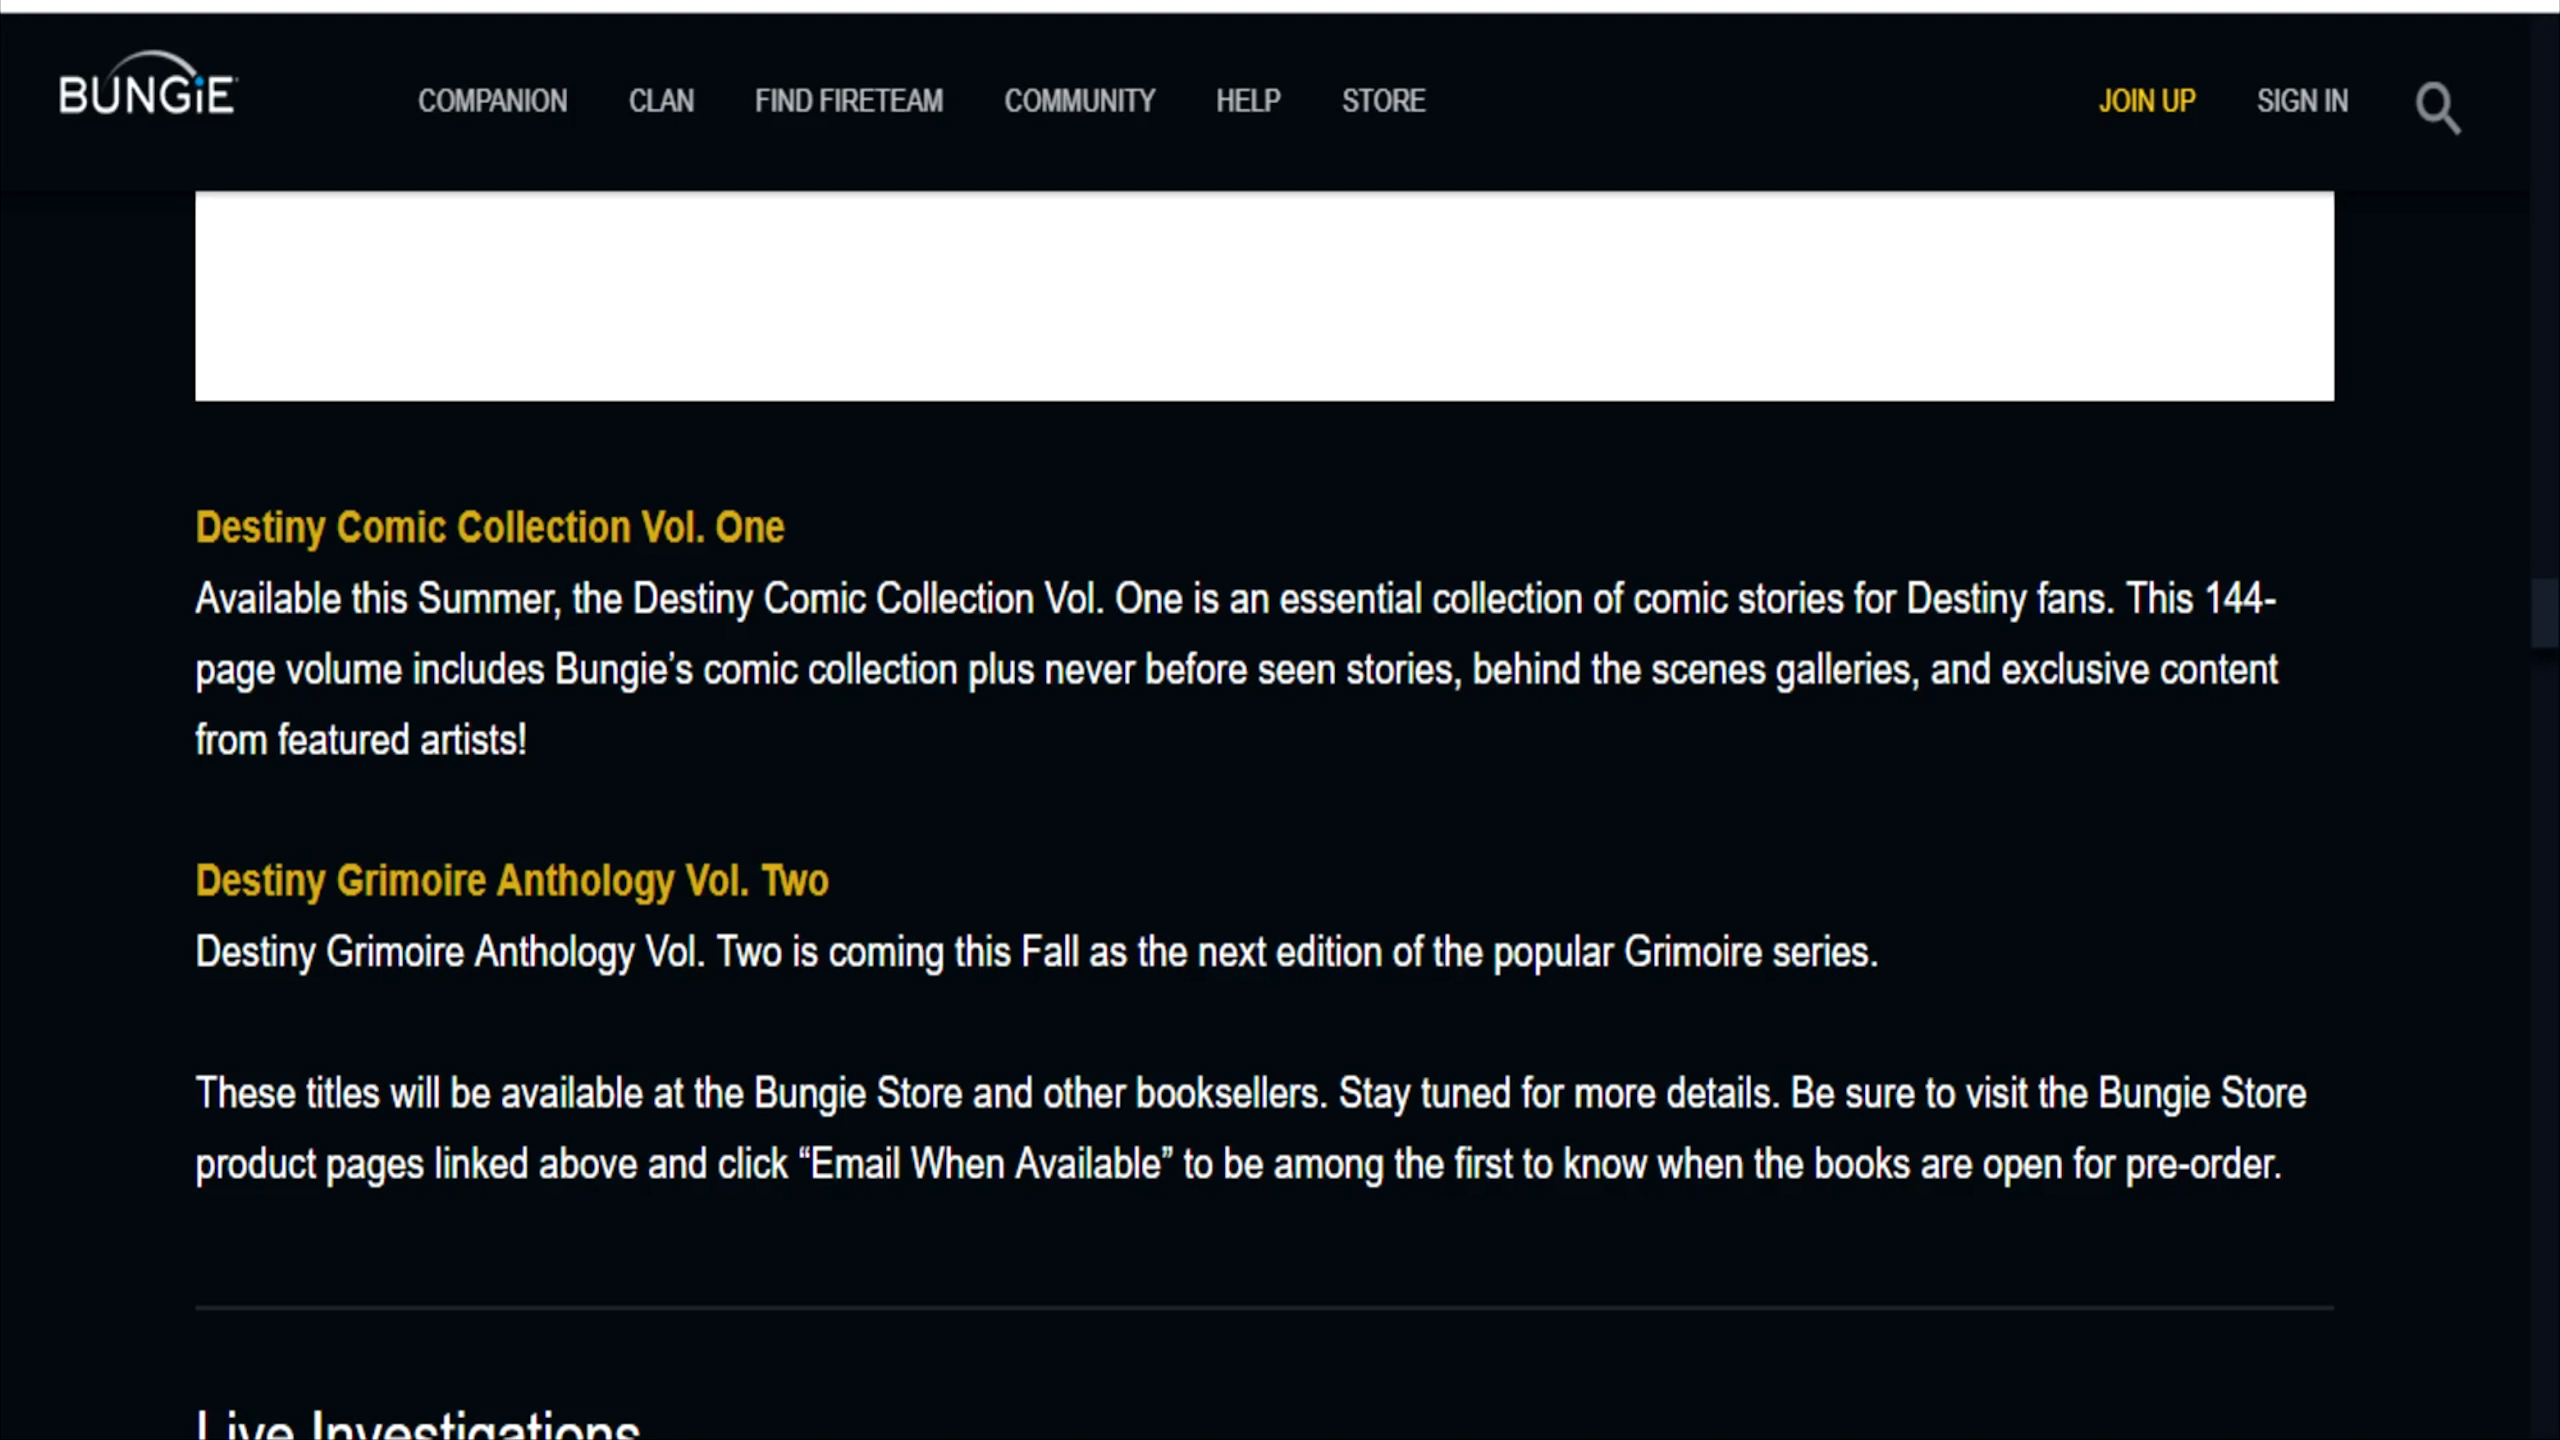 BUNGiE COMPANION CLAN FIND FIRETEAM COMMUNITY HELP STORE JOIN UP SIGN IN
Destiny Comic Collection Vol. One
Available this Summer, the Destiny Comic Collection Vol. One is an essential collection of comic stories for Destiny fans. This 144-
page volume includes Bungie’s comic collection plus never before seen stories, behind the scenes galleries, and exclusive content
from featured artists!
Destiny Grimoire Anthology Vol. Two
Destiny Grimoire Anthology Vol. Two is coming this Fall as the next edition of the popular Grimoire series.
These titles will be available at the Bungie Store and other booksellers. Stay tuned for more details. Be sure to visit the Bungie Store
product pages linked above and click “Email When Available” to be among the first to know when the books are open for pre-order.
Live Investigations